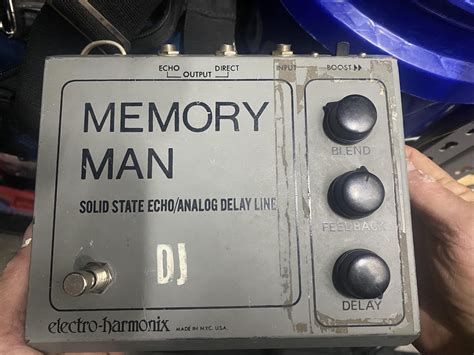 ECHO DIRECT INPUT BOOST
OUTPUT
MEMORY
MAN
SOLID STATE ECHO/ANALOG DELAY LINE
DJ
BLEND
FEEDBACK
DELAY
electro-harmonix MADE IN N.Y.C. U.S.A.